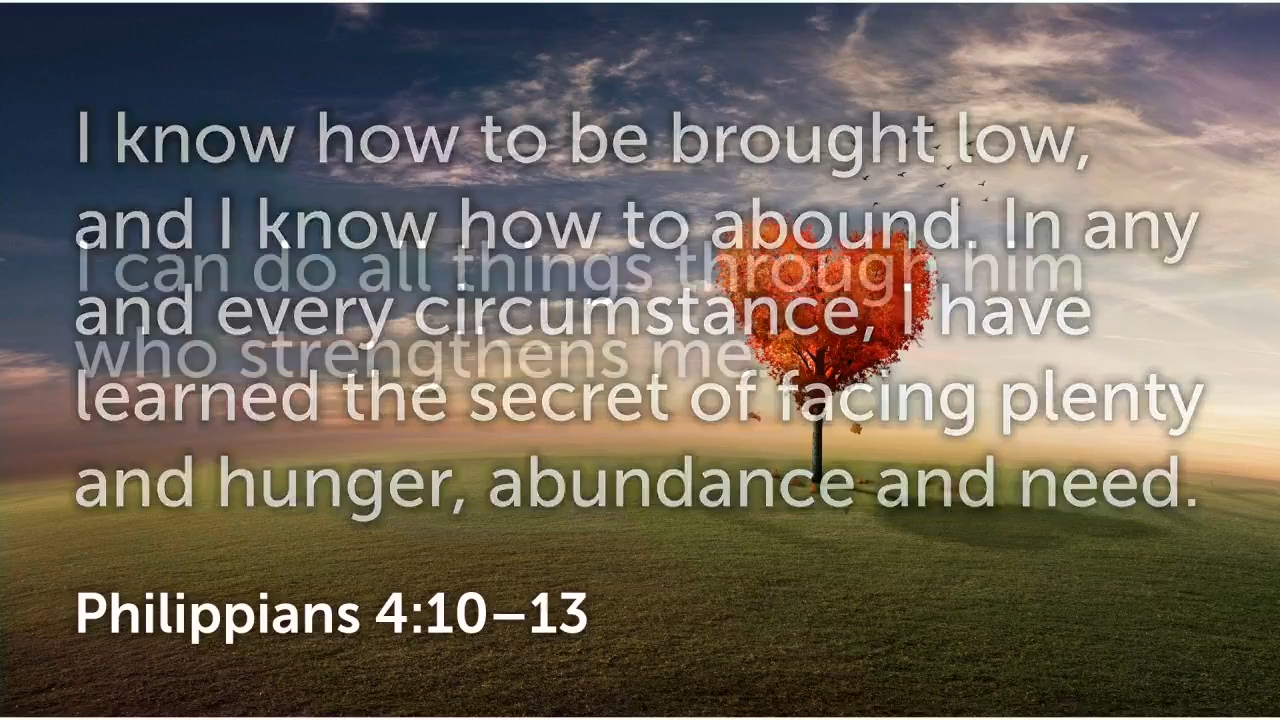 I know how to be brought low,
and I know how to abound. In any
I can do all things through him
and every circumstance, I have
who strengthens me
learned the secret of facing plenty
and hunger, abundance and need.
Philippians 4:10–13